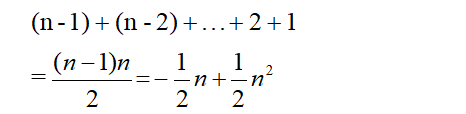 (n - 1) + (n - 2) + … + 2 + 1
= (n − 1)n / 2 = − 1/2 n + 1/2 n²